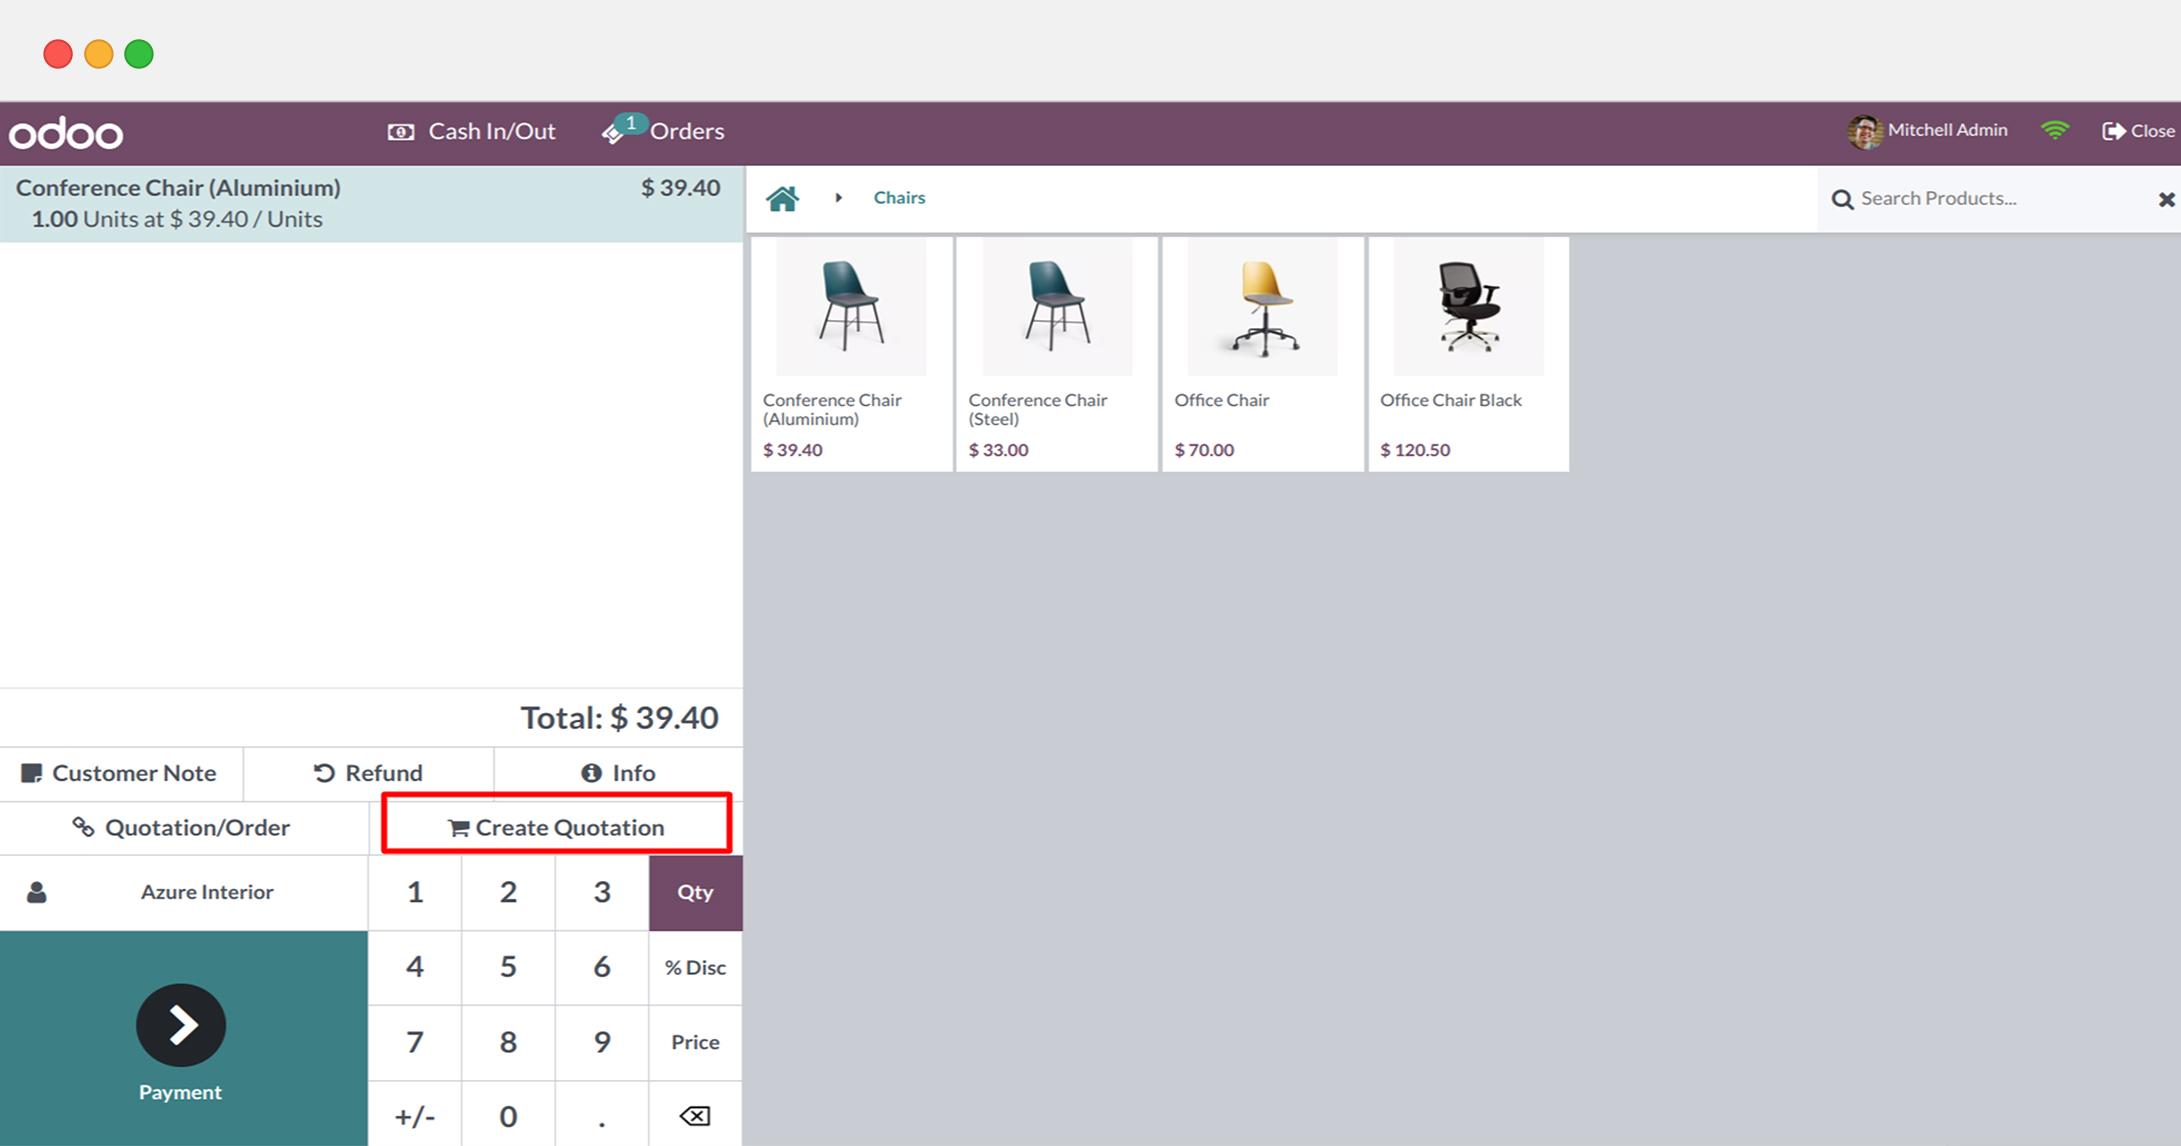 odoo
Cash In/Out
1
Orders
Mitchell Admin
Close
Conference Chair (Aluminium) $ 39.40
1.00 Units at $ 39.40 / Units
Chairs
Search Products...
Conference Chair
(Aluminium)
$ 39.40
Conference Chair
(Steel)
$ 33.00
Office Chair
$ 70.00
Office Chair Black
$ 120.50
Total: $ 39.40
Customer Note
Refund
Info
Quotation/Order
Create Quotation
Azure Interior
1 2 3 Qty
4 5 6 % Disc
7 8 9 Price
+/- 0 .
Payment